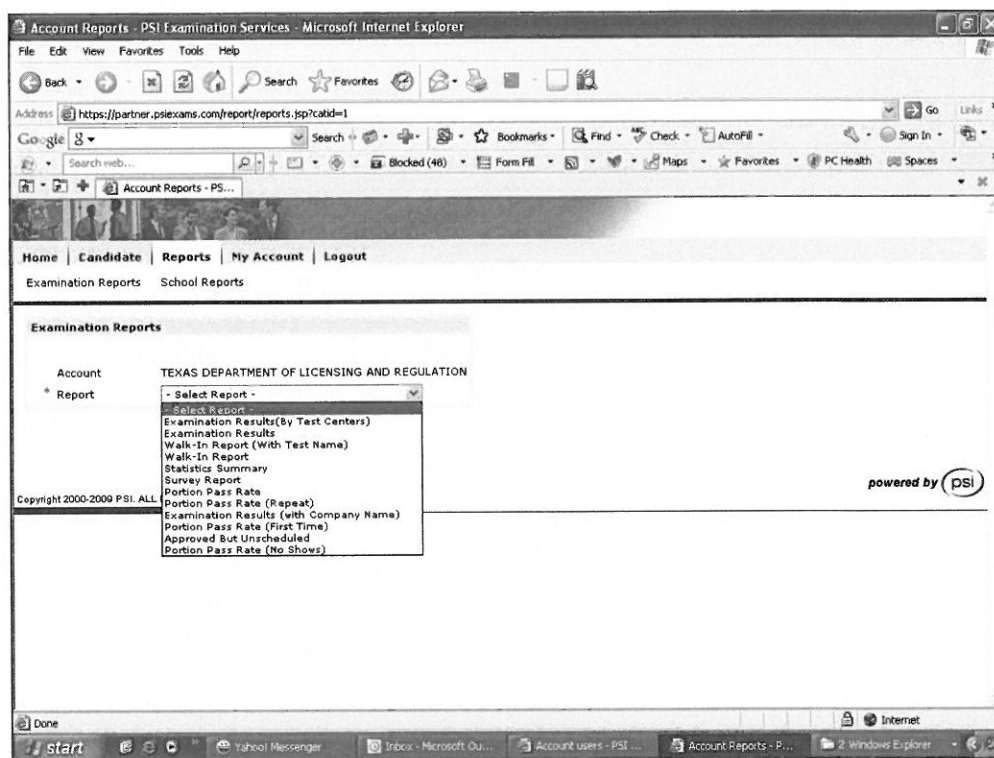 Account Reports - PSI Examination Services - Microsoft Internet Explorer
File Edit View Favorites Tools Help
Back Search Favorites
Address https://partner.psiexams.com/report/reports.jsp?catid=1 Go Links
Google Search Bookmarks Find Check AutoFill Sign In
Search web... Blocked (48) Form Fill Maps Favorites PC Health Spaces
Account Reports - PS...
Home | Candidate | Reports | My Account | Logout
Examination Reports School Reports
Examination Reports
Account TEXAS DEPARTMENT OF LICENSING AND REGULATION
* Report - Select Report -
- Select Report -
Examination Results(By Test Centers)
Examination Results
Walk-In Report (With Test Name)
Walk-In Report
Statistics Summary
Survey Report
Portion Pass Rate
Portion Pass Rate (Repeat)
Examination Results (with Company Name)
Portion Pass Rate (First Time)
Approved But Unscheduled
Portion Pass Rate (No Shows)
powered by psi
Copyright 2000-2009 PSI. ALL
Done Internet
start Yahoo! Messenger Inbox - Microsoft Ou... Account users - PSI ... Account Reports - P... 2 Windows Explorer